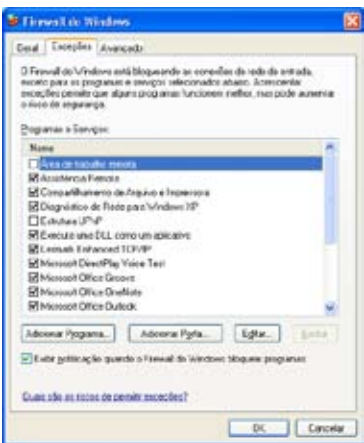 Firewall do Windows
Geral Exceções Avançado
O Firewall do Windows está bloqueando as conexões de rede de entrada,
exceto para os programas e serviços selecionados abaixo. Acrescentar
exceções permite que alguns programas funcionem melhor, mas pode aumentar
o risco de segurança.
Programas e Serviços:
Nome
Área de trabalho remota
Assistência Remota
Compartilhamento de Arquivo e Impressora
Diagnóstico de Rede para Windows XP
Estrutura UPnP
Execute uma DLL como um aplicativo
Lexmark Enhanced TCP/IP
Microsoft DirectPlay Voice Test
Microsoft Office Groove
Microsoft Office OneNote
Microsoft Office Outlook
Adicionar Programa... Adicionar Porta... Editar...
Exibir notificação quando o Firewall do Windows bloquear programas
Quais são os riscos de permitir exceções?
OK Cancelar